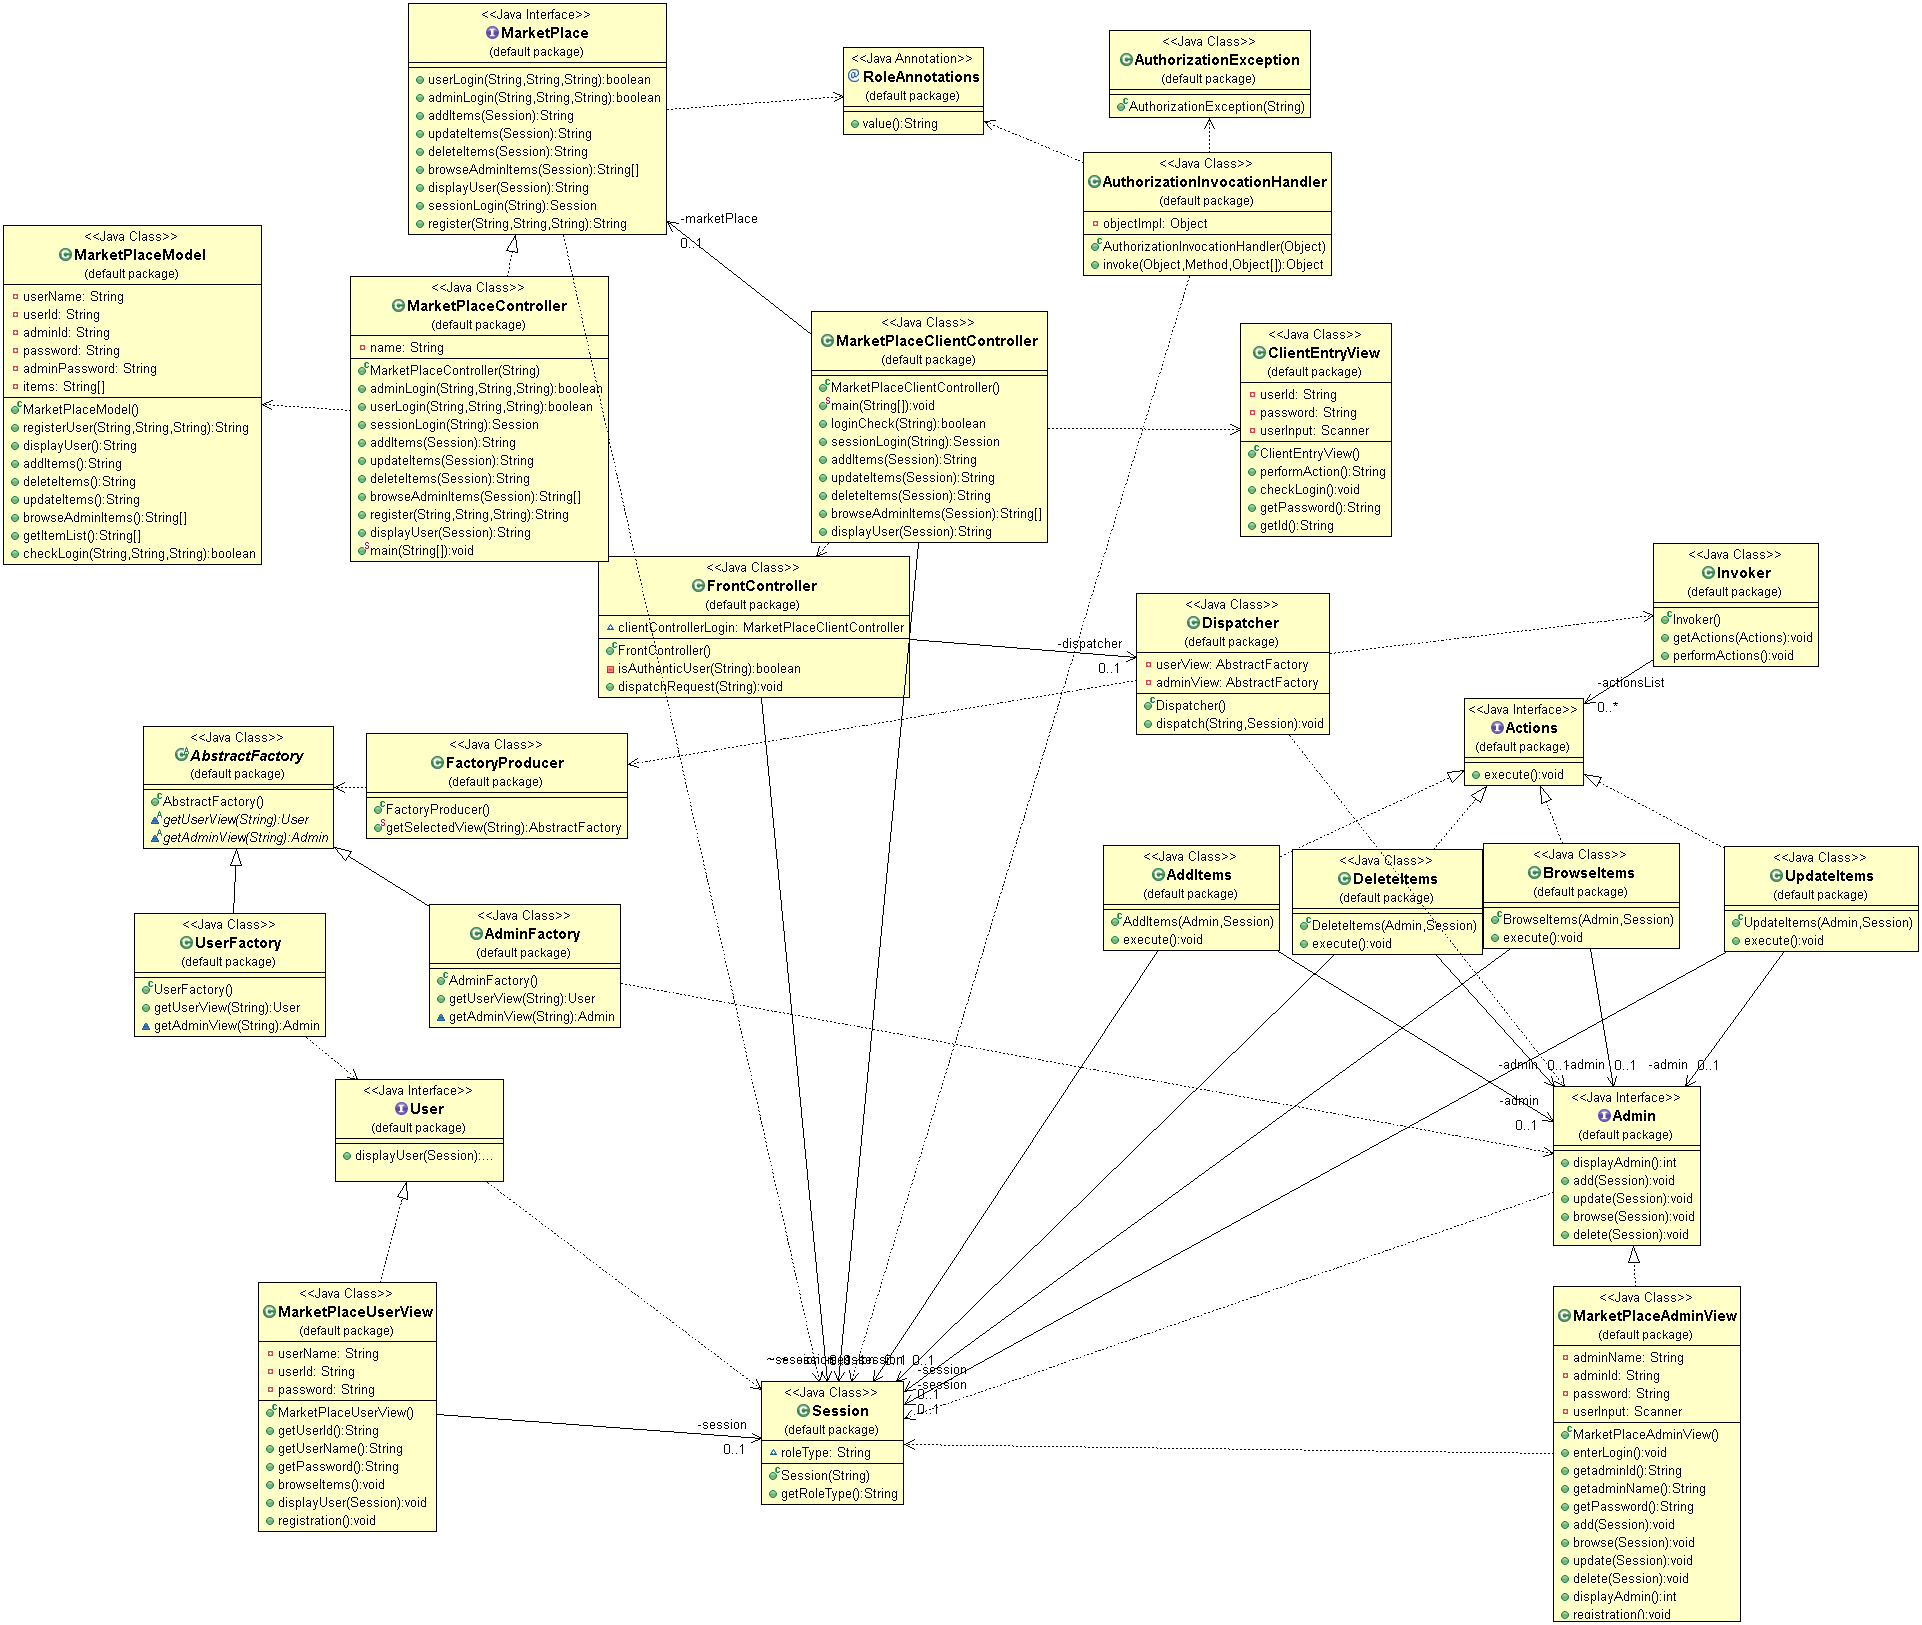 <<Java Interface>>
MarketPlace
(default package)
userLogin(String,String,String):boolean
adminLogin(String,String,String):boolean
addItems(Session):String
updateItems(Session):String
deleteItems(Session):String
browseAdminItems(Session):String[]
displayUser(Session):String
sessionLogin(String):Session
register(String,String,String):String
<<Java Annotation>>
RoleAnnotations
(default package)
value():String
<<Java Class>>
AuthorizationException
(default package)
AuthorizationException(String)
<<Java Class>>
AuthorizationInvocationHandler
(default package)
objectImpl: Object
AuthorizationInvocationHandler(Object)
invoke(Object,Method,Object[]):Object
-marketPlace
0..1
<<Java Class>>
MarketPlaceModel
(default package)
userName: String
userId: String
adminId: String
password: String
adminPassword: String
items: String[]
MarketPlaceModel()
registerUser(String,String,String):String
displayUser():String
addItems():String
deleteItems():String
updateItems():String
browseAdminItems():String[]
getItemList():String[]
checkLogin(String,String,String):boolean
<<Java Class>>
MarketPlaceController
(default package)
name: String
MarketPlaceController(String)
adminLogin(String,String,String):boolean
userLogin(String,String,String):boolean
sessionLogin(String):Session
addItems(Session):String
updateItems(Session):String
deleteItems(Session):String
browseAdminItems(Session):String[]
register(String,String,String):String
displayUser(Session):String
main(String[]):void
<<Java Class>>
MarketPlaceClientController
(default package)
MarketPlaceClientController()
main(String[]):void
loginCheck(String):boolean
sessionLogin(String):Session
addItems(Session):String
updateItems(Session):String
deleteItems(Session):String
browseAdminItems(Session):String[]
displayUser(Session):String
<<Java Class>>
ClientEntryView
(default package)
userId: String
password: String
userInput: Scanner
ClientEntryView()
performAction():String
checkLogin():void
getPassword():String
getId():String
<<Java Class>>
FrontController
(default package)
clientControllerLogin: MarketPlaceClientController
FrontController()
isAuthenticUser(String):boolean
dispatchRequest(String):void
-dispatcher
0..1
<<Java Class>>
Dispatcher
(default package)
userView: AbstractFactory
adminView: AbstractFactory
Dispatcher()
dispatch(String,Session):void
<<Java Class>>
Invoker
(default package)
Invoker()
getActions(Actions):void
performActions():void
-actionsList
0..*
<<Java Interface>>
Actions
(default package)
execute():void
<<Java Class>>
AbstractFactory
(default package)
AbstractFactory()
getUserView(String):User
getAdminView(String):Admin
<<Java Class>>
FactoryProducer
(default package)
FactoryProducer()
getSelectedView(String):AbstractFactory
<<Java Class>>
AddItems
(default package)
AddItems(Admin,Session)
execute():void
<<Java Class>>
DeleteItems
(default package)
DeleteItems(Admin,Session)
execute():void
<<Java Class>>
BrowseItems
(default package)
BrowseItems(Admin,Session)
execute():void
<<Java Class>>
UpdateItems
(default package)
UpdateItems(Admin,Session)
execute():void
<<Java Class>>
UserFactory
(default package)
UserFactory()
getUserView(String):User
getAdminView(String):Admin
<<Java Class>>
AdminFactory
(default package)
AdminFactory()
getUserView(String):User
getAdminView(String):Admin
-admin 0..1
-admin 0..1
-admin 0..1
-admin
0..1
<<Java Interface>>
User
(default package)
displayUser(Session):...
<<Java Interface>>
Admin
(default package)
displayAdmin():int
add(Session):void
update(Session):void
browse(Session):void
delete(Session):void
<<Java Class>>
MarketPlaceUserView
(default package)
userName: String
userId: String
password: String
MarketPlaceUserView()
getUserId():String
getUserName():String
getPassword():String
browseItems():void
displayUser(Session):void
registration():void
-session
0..1
~session
0..1
0..1
-session
-session
0..1
0..1
<<Java Class>>
Session
(default package)
roleType: String
Session(String)
getRoleType():String
<<Java Class>>
MarketPlaceAdminView
(default package)
adminName: String
adminId: String
password: String
userInput: Scanner
MarketPlaceAdminView()
enterLogin():void
getadminId():String
getadminName():String
getPassword():String
add(Session):void
browse(Session):void
update(Session):void
delete(Session):void
displayAdmin():int
registration():void